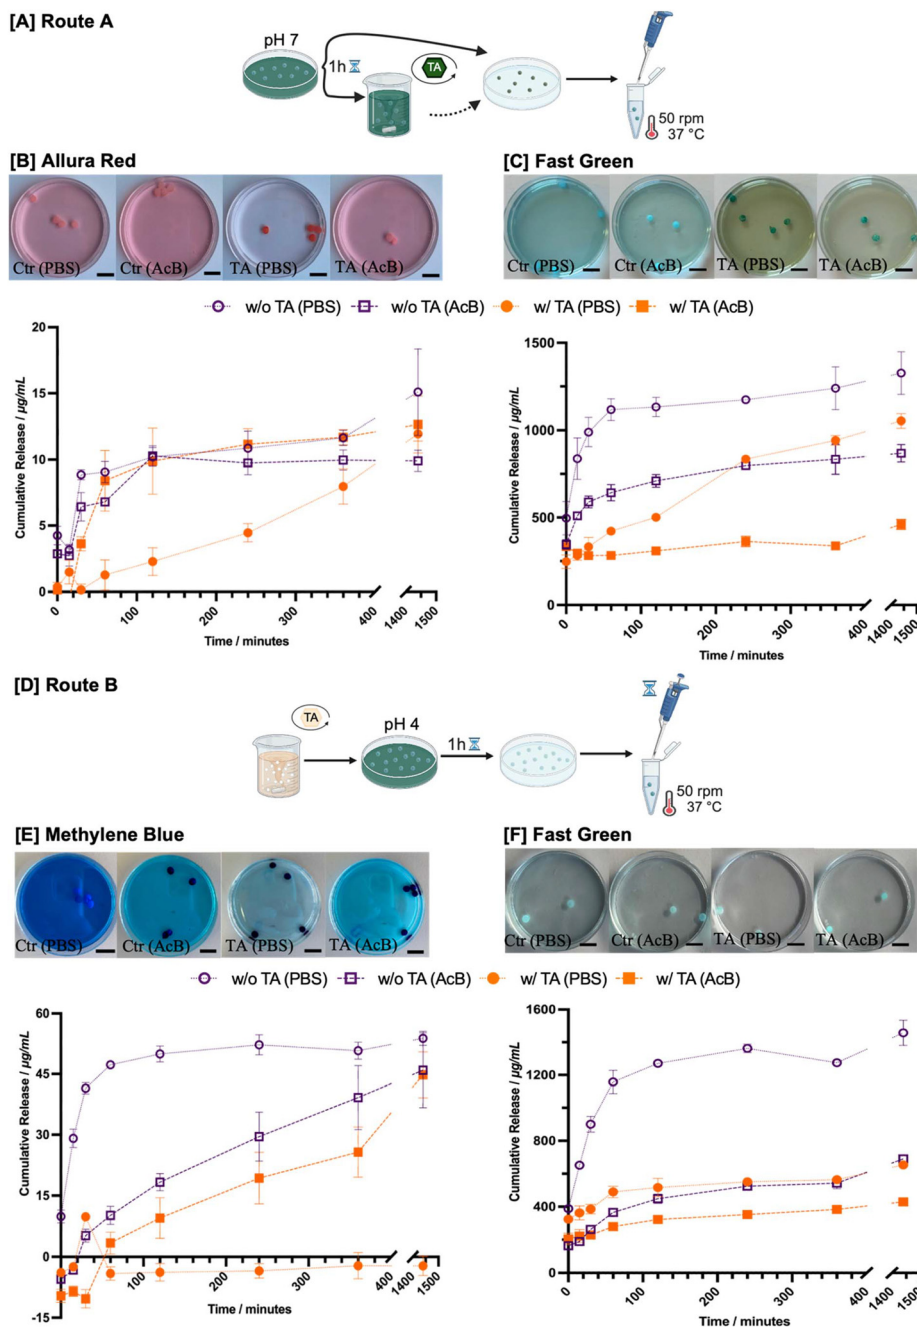 [A] Route A
pH 7
1h
TA
50 rpm
37 °C
[B] Allura Red
[C] Fast Green
Ctr (PBS)
Ctr (AcB)
TA (PBS)
TA (AcB)
Ctr (PBS)
Ctr (AcB)
TA (PBS)
TA (AcB)
w/o TA (PBS) w/o TA (AcB) w/ TA (PBS) w/ TA (AcB)
Cumulative Release / µg/mL
20
15
10
5
0
0 100 200 300 400 1400 1500
Time / minutes
Cumulative Release / µg/mL
1500
1250
1000
750
500
250
0
0 100 200 300 400 1400 1500
Time / minutes
[D] Route B
TA
pH 4
1h
50 rpm
37 °C
[E] Methylene Blue
[F] Fast Green
Ctr (PBS)
Ctr (AcB)
TA (PBS)
TA (AcB)
Ctr (PBS)
Ctr (AcB)
TA (PBS)
TA (AcB)
w/o TA (PBS) w/o TA (AcB) w/ TA (PBS) w/ TA (AcB)
Cumulative Release / µg/mL
60
45
30
15
0
-15
100 200 300 400 1400 1500
Time / minutes
Cumulative Release / µg/mL
1600
1200
800
400
0
0 100 200 300 400 1400 1500
Time / minutes